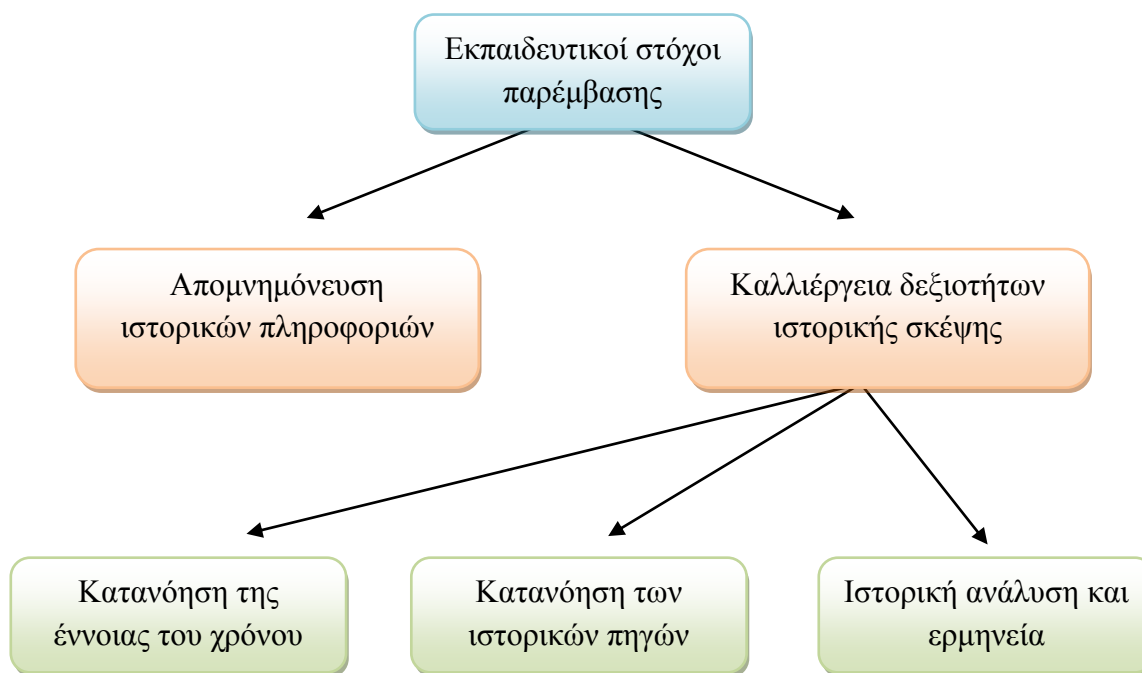 Εκπαιδευτικοί στόχοι
παρέμβασης
Απομνημόνευση
ιστορικών πληροφοριών
Καλλιέργεια δεξιοτήτων
ιστορικής σκέψης
Κατανόηση της
έννοιας του χρόνου
Κατανόηση των
ιστορικών πηγών
Ιστορική ανάλυση και
ερμηνεία